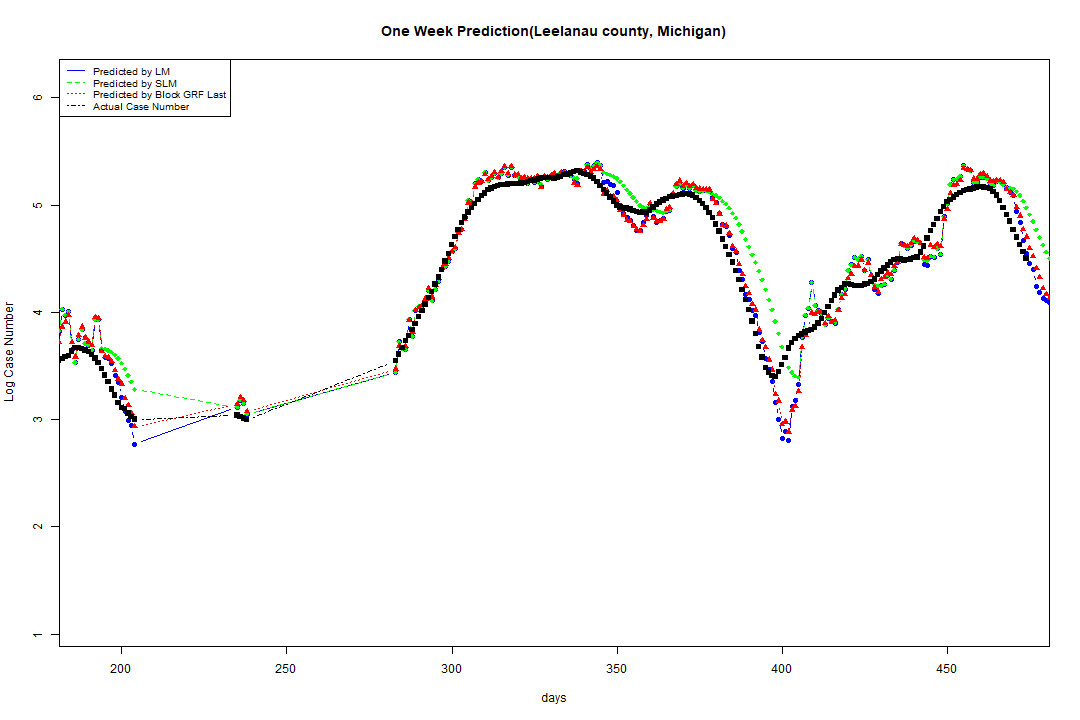 One Week Prediction(Leelanau county, Michigan)
Predicted by LM
Predicted by SLM
Predicted by Block GRF Last
Actual Case Number
6
5
4
3
2
1
Log Case Number
200 250 300 350 400 450
days